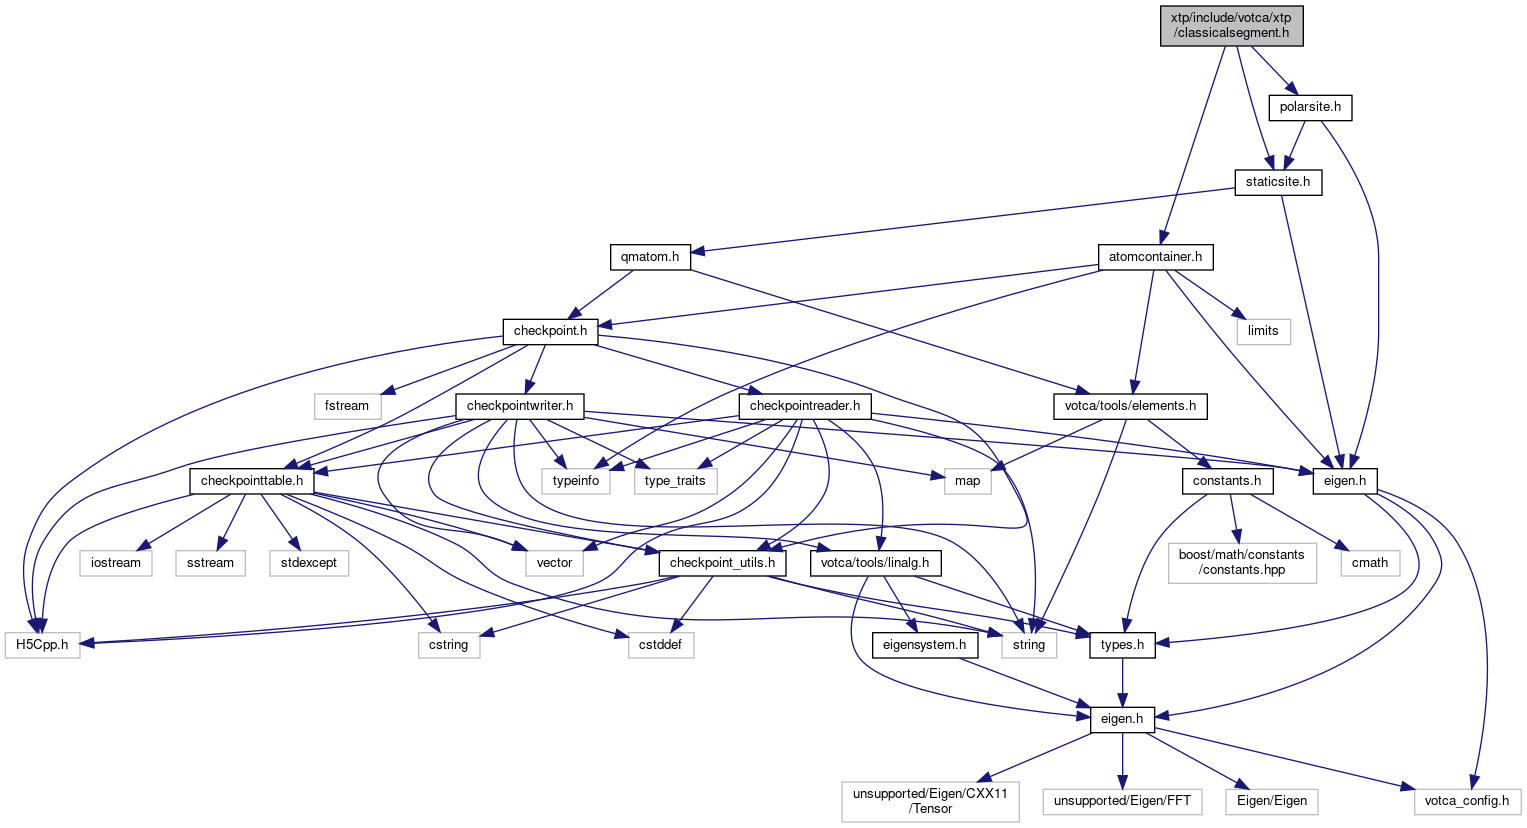 xtp/include/votca/xtp
/classicalsegment.h
polarsite.h
staticsite.h
qmatom.h
atomcontainer.h
checkpoint.h
limits
fstream
checkpointwriter.h
checkpointreader.h
votca/tools/elements.h
checkpointtable.h
typeinfo
type_traits
map
constants.h
eigen.h
iostream
sstream
stdexcept
vector
checkpoint_utils.h
votca/tools/linalg.h
boost/math/constants
/constants.hpp
cmath
H5Cpp.h
cstring
cstddef
eigensystem.h
string
types.h
eigen.h
unsupported/Eigen/CXX11
/Tensor
unsupported/Eigen/FFT
Eigen/Eigen
votca_config.h